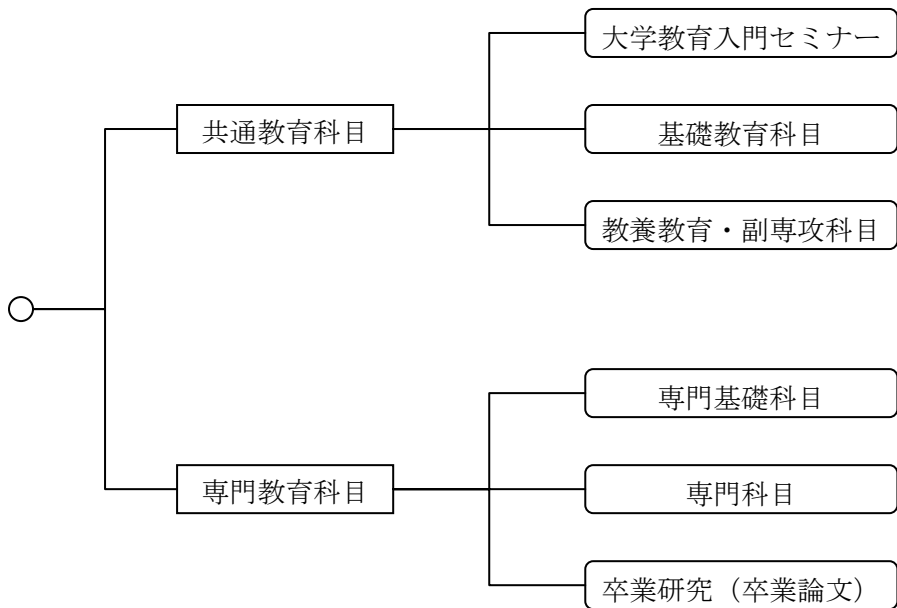 大学教育入門セミナー
共通教育科目
基礎教育科目
教養教育・副専攻科目
専門基礎科目
専門教育科目
専門科目
卒業研究（卒業論文）